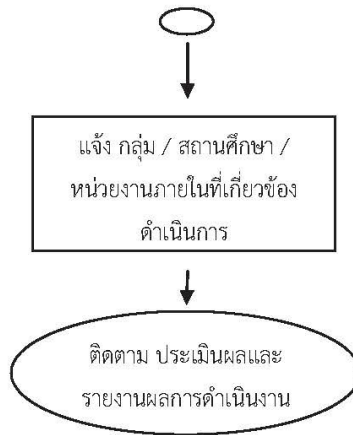 แจ้ง กลุ่ม / สถานศึกษา /
หน่วยงานภายในที่เกี่ยวข้อง
ดำเนินการ
ติดตาม ประเมินผลและ
รายงานผลการดำเนินงาน